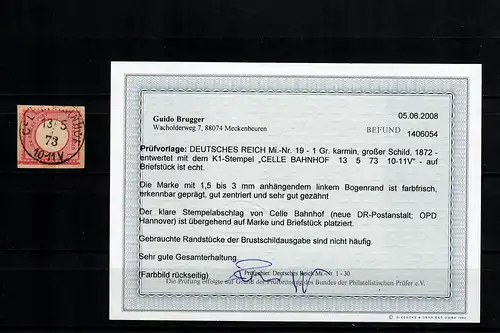 CELLE BAHNHOF
13 5
73
10-11V
Guido Brugger
Wacholderweg 7, 88074 Meckenbeuren
05.06.2008
BEFUND 1406054
Prüfvorlage: DEUTSCHES REICH Mi.-Nr. 19 - 1 Gr. karmin, großer Schild, 1872 -
entwertet mit dem K1-Stempel „CELLE BAHNHOF 13 5 73 10-11V" - auf
Briefstück ist echt.
Die Marke mit 1,5 bis 3 mm anhängendem linkem Bogenrand ist farbfrisch,
erkennbar geprägt, gut zentriert und sehr gut gezähnt
Der klare Stempelabschlag von Celle Bahnhof (neue DR-Postanstalt; OPD
Hannover) ist übergehend auf Marke und Briefstück platziert.
Gebrauchte Randstücke der Brustschildausgabe sind nicht häufig.
Sehr gute Gesamterhaltung.
(Farbbild rückseitig)
Prüfgebiet: Deutsches Reich Mi.-Nr. 1 - 30
Die Prüfung erfolgte auf Grund der Prüfordnung des Bundes der Philatelistischen Prüfer e.V.